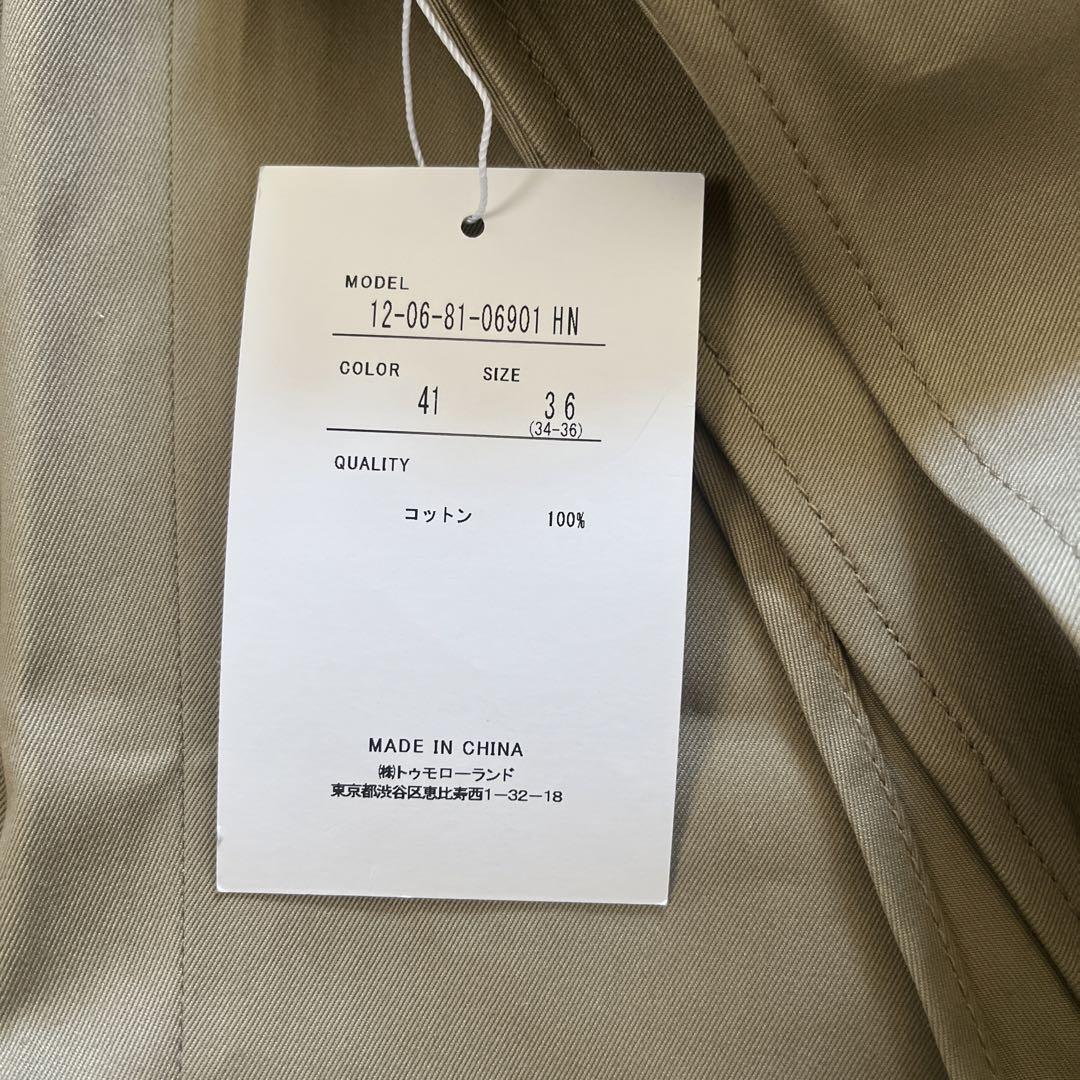 MODEL
12-06-81-06901 HN
COLOR SIZE
41 36
(34-36)
QUALITY
コットン 100%
MADE IN CHINA
㈱トゥモローランド
東京都渋谷区恵比寿西1-32-18